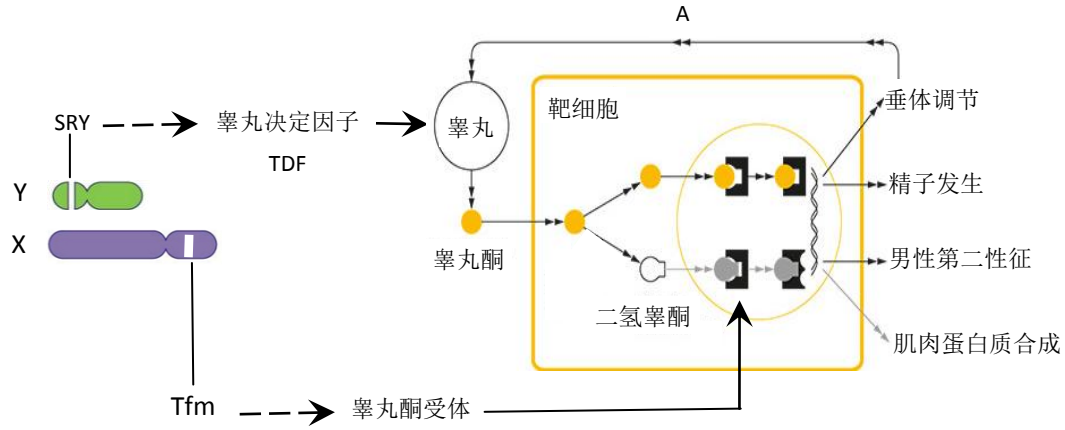 A
靶细胞
垂体调节
SRY
睾丸决定因子
TDF
睾丸
精子发生
Y
X
睾丸酮
男性第二性征
二氢睾酮
肌肉蛋白质合成
Tfm
睾丸酮受体